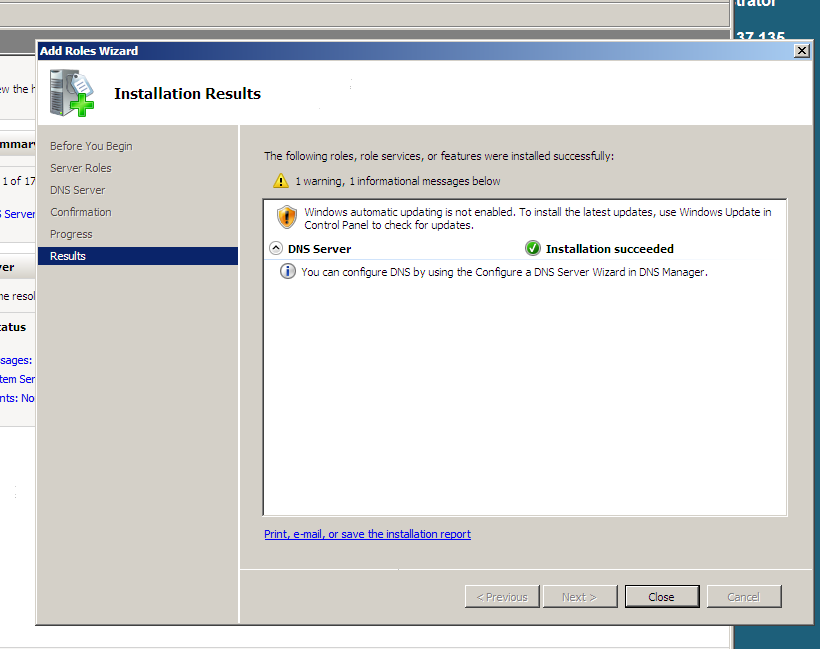 trator
37.135
Add Roles Wizard
Installation Results
Before You Begin
Server Roles
DNS Server
Confirmation
Progress
Results
The following roles, role services, or features were installed successfully:
1 warning, 1 informational messages below
Windows automatic updating is not enabled. To install the latest updates, use Windows Update in
Control Panel to check for updates.
DNS Server
Installation succeeded
You can configure DNS by using the Configure a DNS Server Wizard in DNS Manager.
Print, e-mail, or save the installation report
< Previous
Next >
Close
Cancel
ew the h
mmary
1 of 17
S Server
ver
he resol
tatus
sages:
tem Ser
nts: No